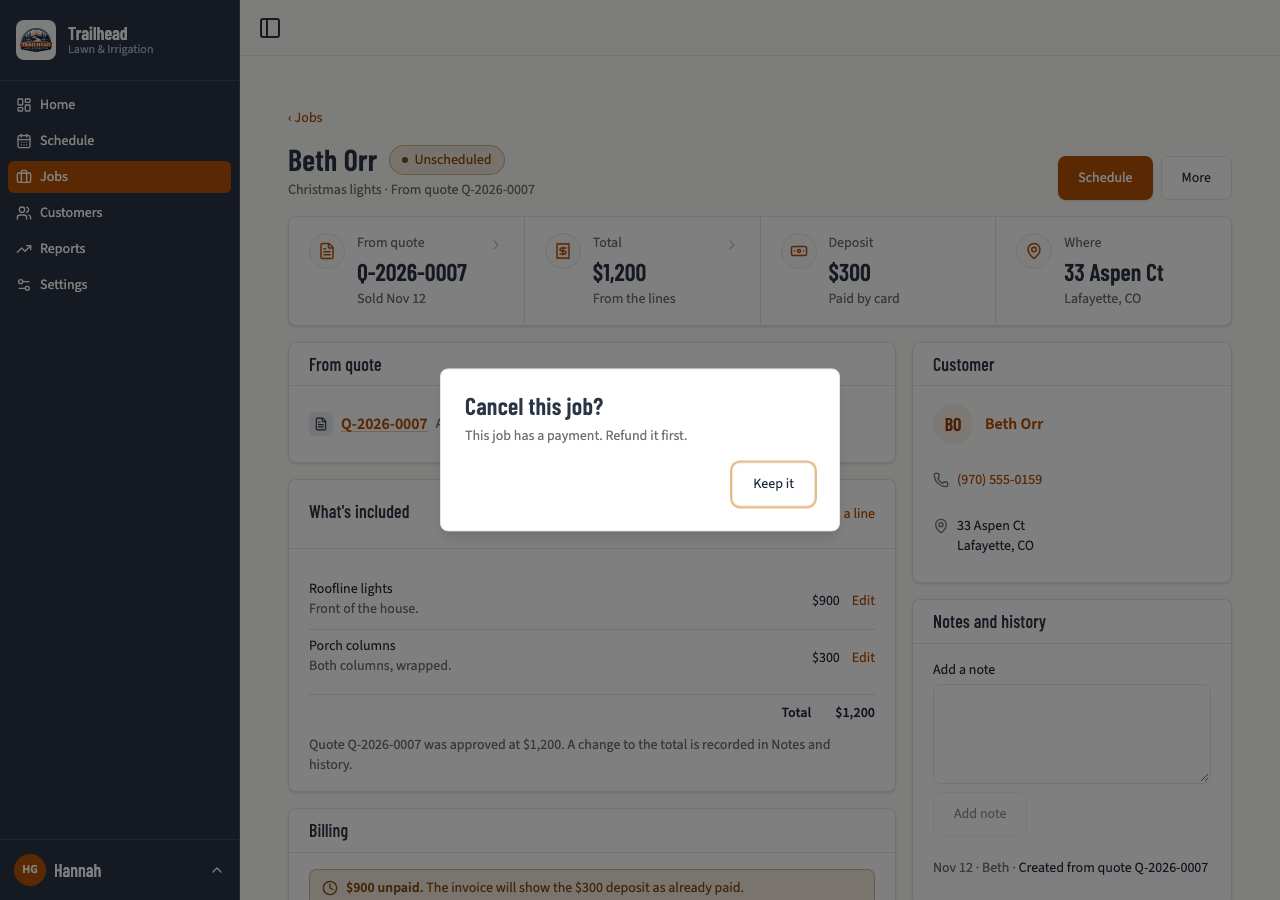 TRAILHEAD
Trailhead
Lawn & Irrigation
Home
Schedule
Jobs
Customers
Reports
Settings
HG
Hannah
‹ Jobs
Beth Orr
Unscheduled
Christmas lights · From quote Q-2026-0007
Schedule
More
From quote
Q-2026-0007
Sold Nov 12
Total
$1,200
From the lines
Deposit
$300
Paid by card
Where
33 Aspen Ct
Lafayette, CO
From quote
Q-2026-0007
Cancel this job?
This job has a payment. Refund it first.
Keep it
What's included
a line
Roofline lights
Front of the house.
$900 Edit
Porch columns
Both columns, wrapped.
$300 Edit
Total $1,200
Quote Q-2026-0007 was approved at $1,200. A change to the total is recorded in Notes and
history.
Billing
$900 unpaid. The invoice will show the $300 deposit as already paid.
Customer
BO
Beth Orr
(970) 555-0159
33 Aspen Ct
Lafayette, CO
Notes and history
Add a note
Add note
Nov 12 · Beth · Created from quote Q-2026-0007